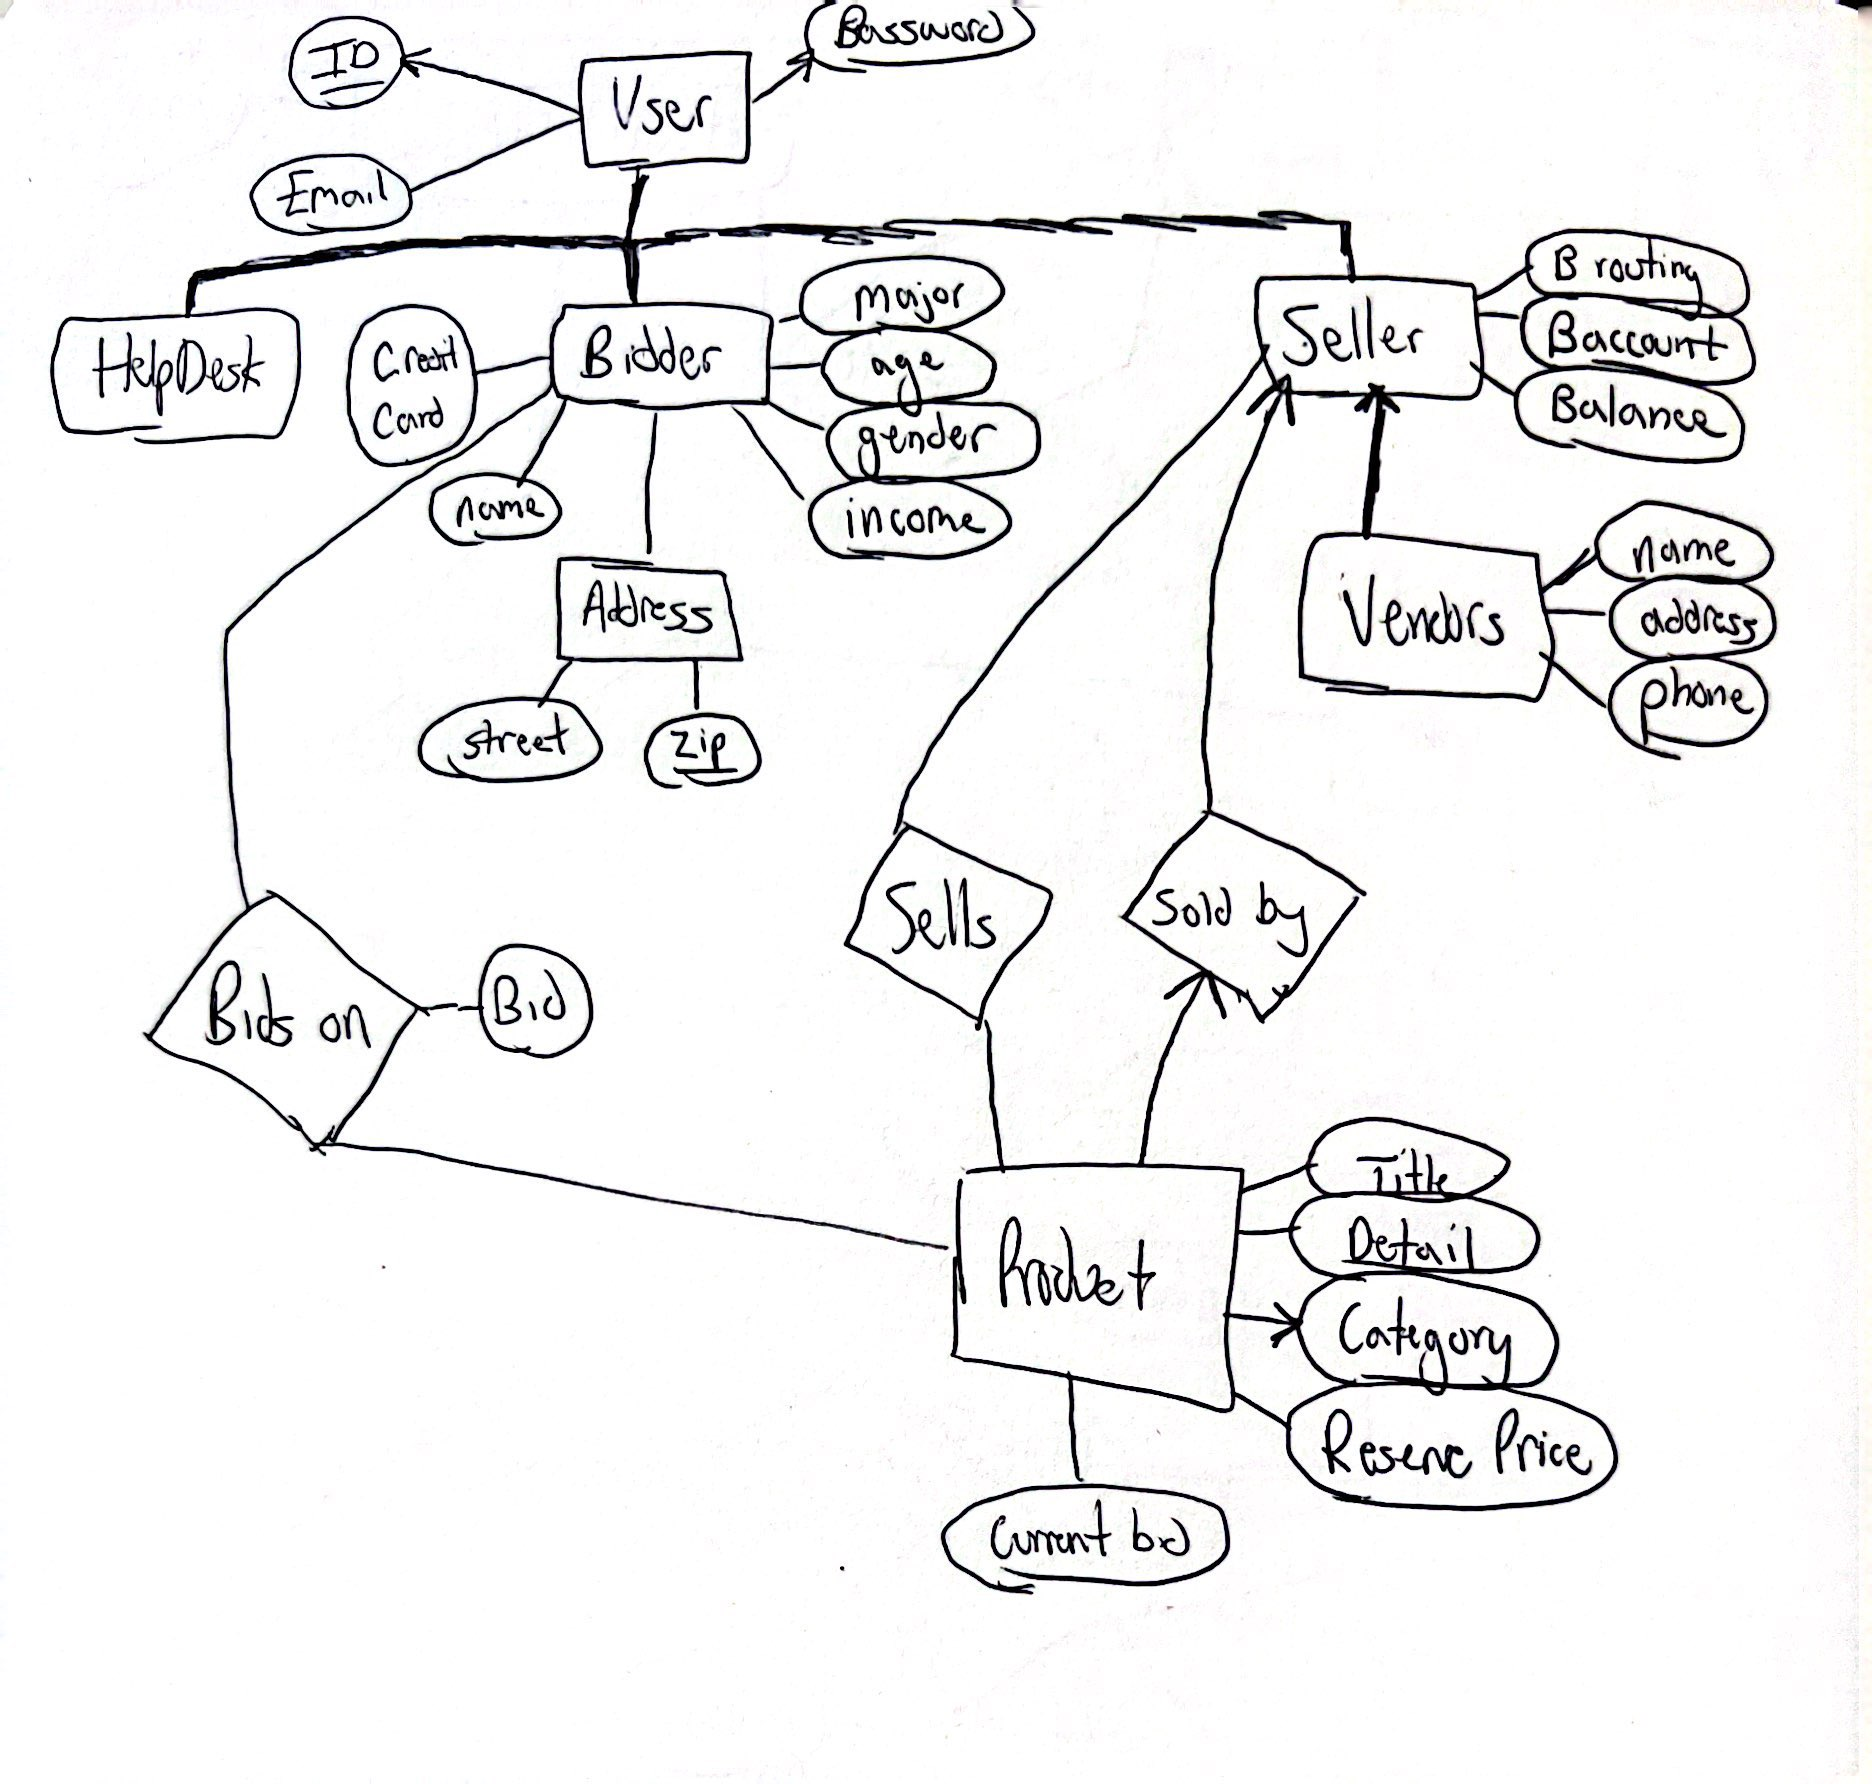 Bassword
ID
User
Email
B routing
major
Seller
HelpDesk
Credit
Card
Bidder
age
Baccount
Balance
gender
name
income
name
Address
Vendors
address
street
zip
phone
Sells
Sold by
Bids on
Bid
Title
Detail
Product
Category
Reserve Price
Current bid